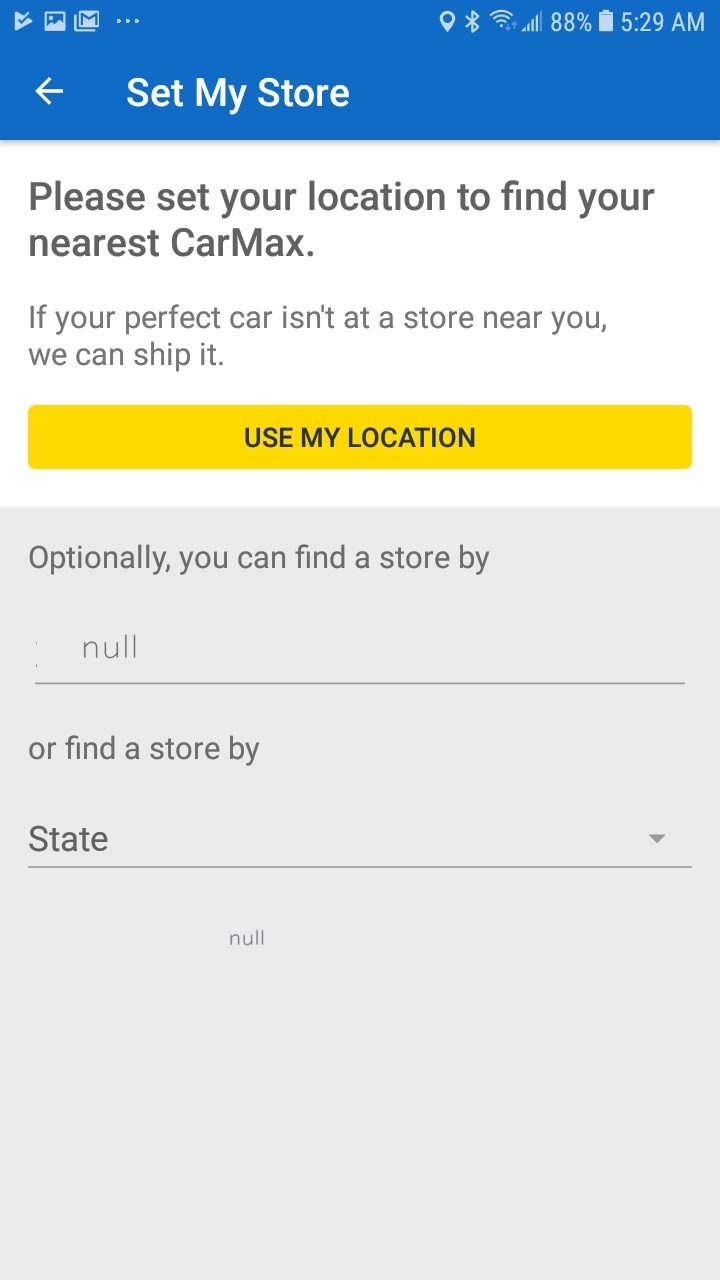 88% 5:29 AM
Set My Store
Please set your location to find your
nearest CarMax.
If your perfect car isn't at a store near you,
we can ship it.
USE MY LOCATION
Optionally, you can find a store by
null
or find a store by
State
null